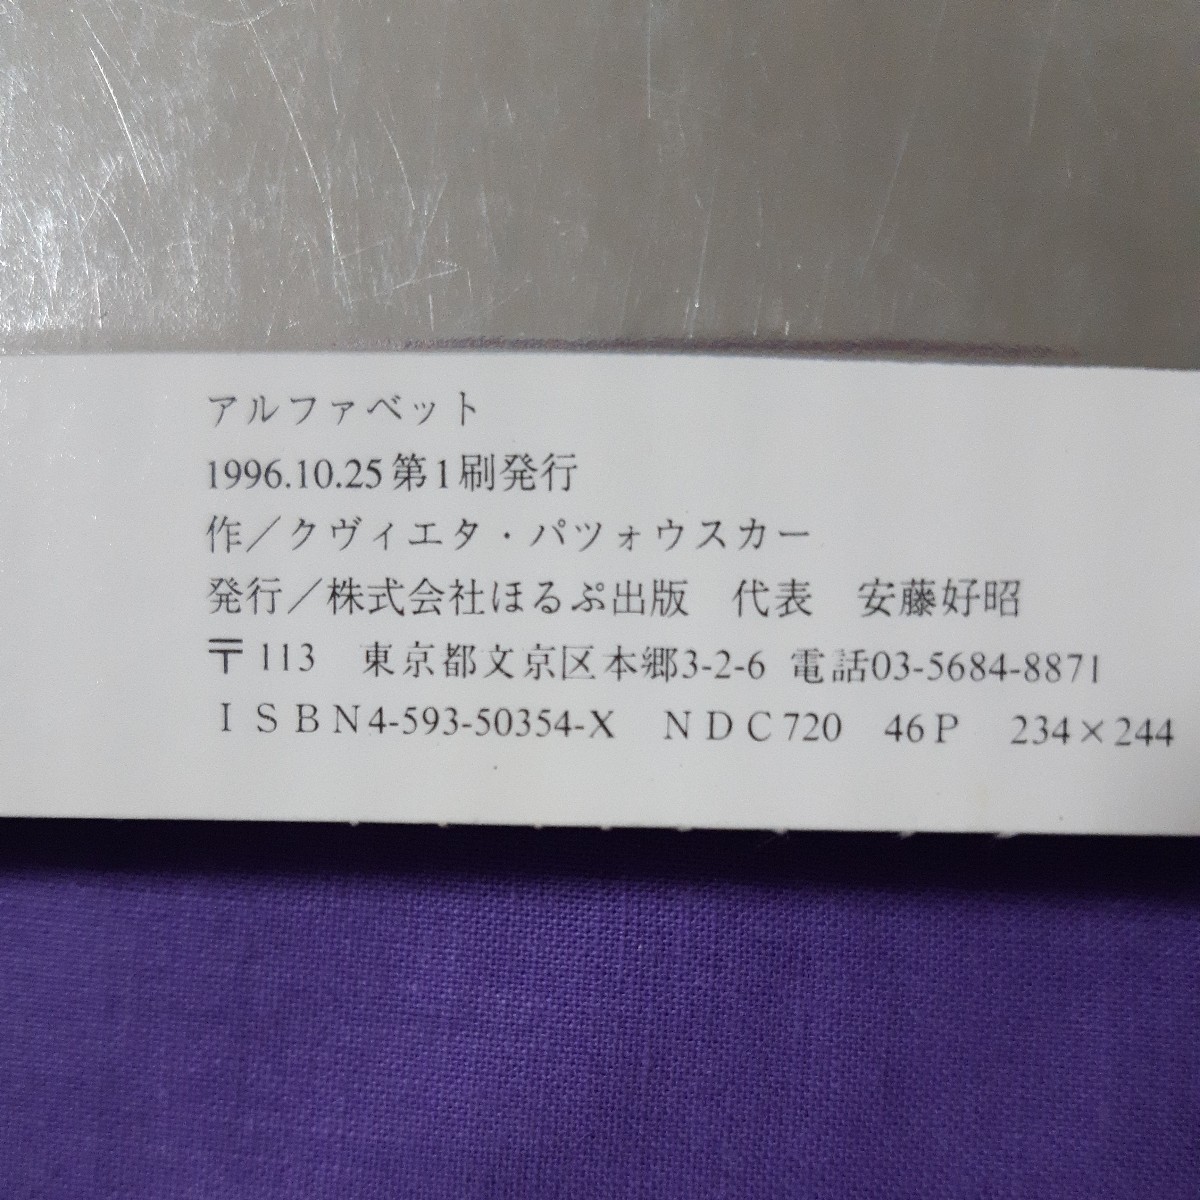 アルファベット
1996.10.25第1刷発行
作／クヴィエタ・パツォウスカー
発行／株式会社ほるぷ出版　代表　安藤好昭
〒113　東京都文京区本郷3-2-6 電話03-5684-8871
ＩＳＢＮ4-593-50354-X　ＮＤＣ720　46Ｐ　234×244